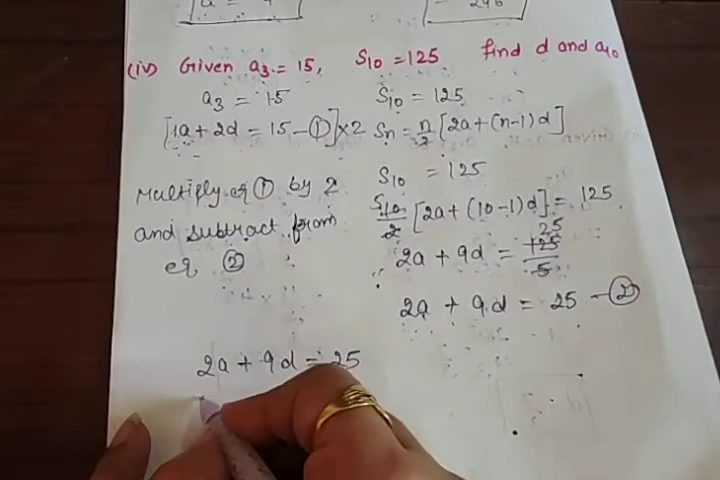 (iv) Given a₃ = 15, S₁₀ = 125 find d and a₁₀
a₃ = 15
[1a + 2d = 15 – ①] × 2
Multiply eq ① by 2
and subtract from
eq ②
S₁₀ = 125
Sn = n/2 [2a + (n-1) d]
S₁₀ = 125
10/2 [2a + (10-1) d] = 125
2a + 9d = 125/5 25
2a + 9d = 25 – ②
2a + 9d = 25